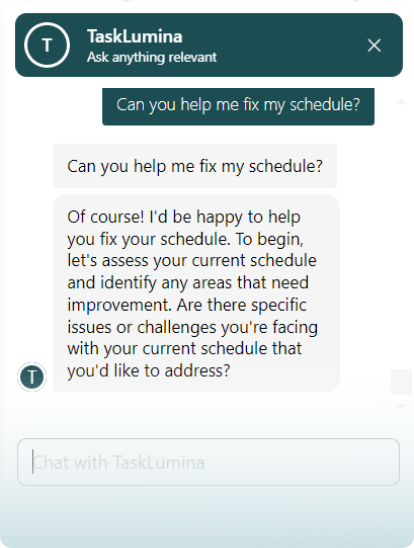 T
TaskLumina
Ask anything relevant
Can you help me fix my schedule?
Can you help me fix my schedule?
Of course! I'd be happy to help
you fix your schedule. To begin,
let's assess your current schedule
and identify any areas that need
improvement. Are there specific
issues or challenges you're facing
with your current schedule that
you'd like to address?
T
Chat with TaskLumina